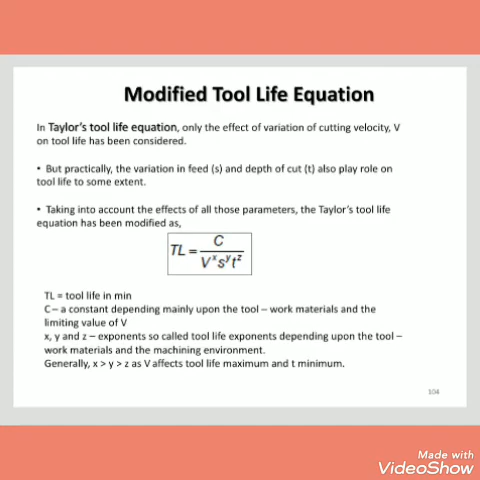 Modified Tool Life Equation
In Taylor's tool life equation, only the effect of variation of cutting velocity, V
on tool life has been considered.
• But practically, the variation in feed (s) and depth of cut (t) also play role on
tool life to some extent.
• Taking into account the effects of all those parameters, the Taylor's tool life
equation has been modified as,
TL = C / Vˣsʸtᶻ
TL = tool life in min
C – a constant depending mainly upon the tool – work materials and the
limiting value of V
x, y and z – exponents so called tool life exponents depending upon the tool –
work materials and the machining environment.
Generally, x > y > z as V affects tool life maximum and t minimum.
104
Made with
VideoShow